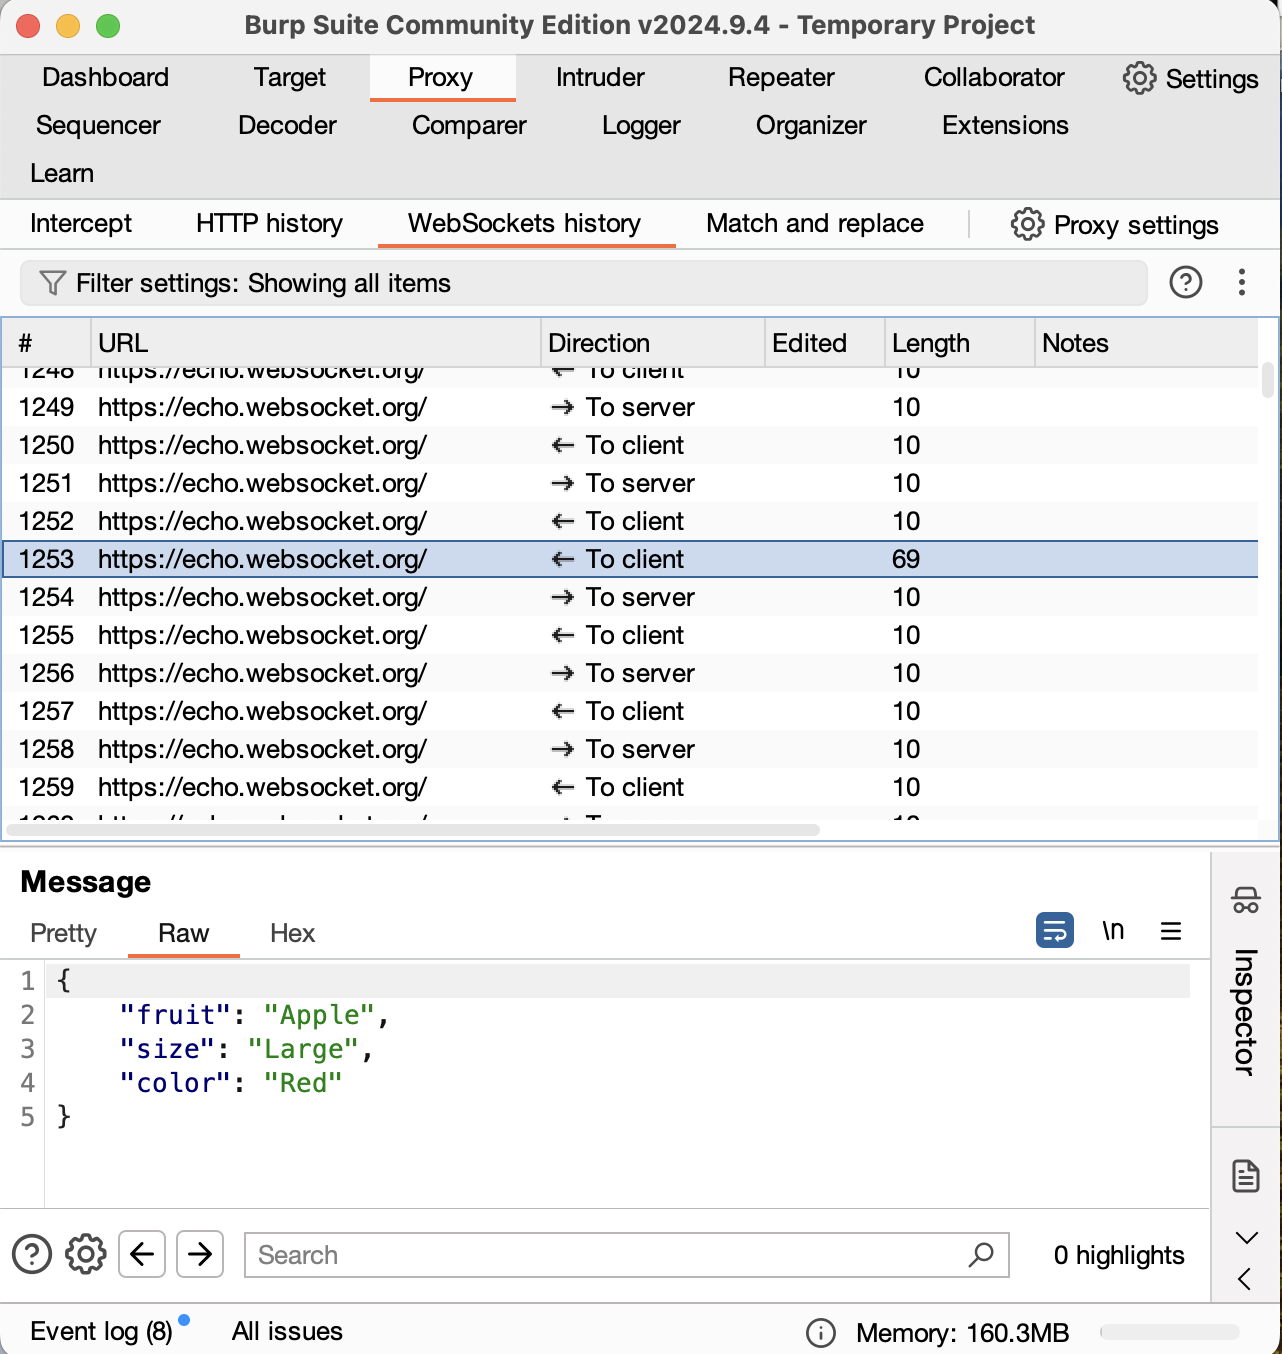 Burp Suite Community Edition v2024.9.4 - Temporary Project
Dashboard Target Proxy Intruder Repeater Collaborator Settings
Sequencer Decoder Comparer Logger Organizer Extensions
Learn
Intercept HTTP history WebSockets history Match and replace Proxy settings
Filter settings: Showing all items
# URL Direction Edited Length Notes
1248 https://echo.websocket.org/ ← To client 10
1249 https://echo.websocket.org/ → To server 10
1250 https://echo.websocket.org/ ← To client 10
1251 https://echo.websocket.org/ → To server 10
1252 https://echo.websocket.org/ ← To client 10
1253 https://echo.websocket.org/ ← To client 69
1254 https://echo.websocket.org/ → To server 10
1255 https://echo.websocket.org/ ← To client 10
1256 https://echo.websocket.org/ → To server 10
1257 https://echo.websocket.org/ ← To client 10
1258 https://echo.websocket.org/ → To server 10
1259 https://echo.websocket.org/ ← To client 10
Message
Pretty Raw Hex \n
1 {
2 "fruit": "Apple",
3 "size": "Large",
4 "color": "Red"
5 }
Inspector
Search 0 highlights
Event log (8) All issues Memory: 160.3MB